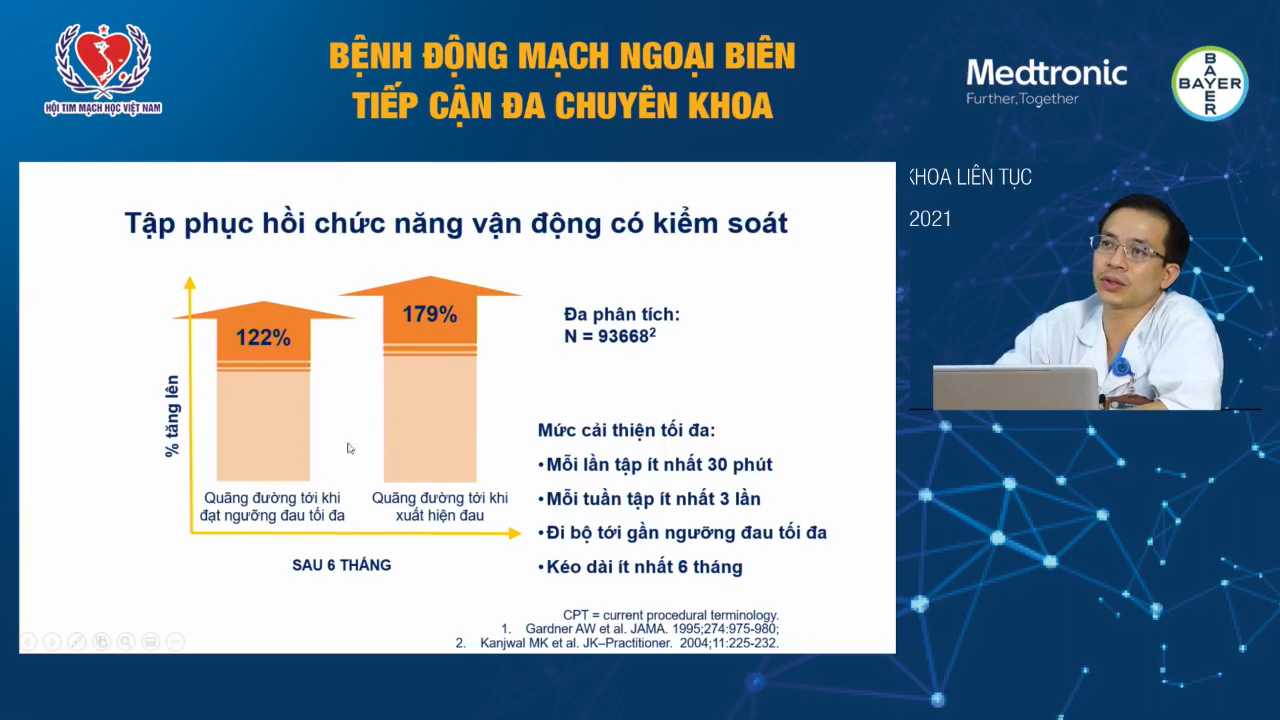 HỘI TIM MẠCH HỌC VIỆT NAM
BỆNH ĐỘNG MẠCH NGOẠI BIÊN
TIẾP CẬN ĐA CHUYÊN KHOA
Medtronic
Further, Together
BAYER
BAYER
KHOA LIÊN TỤC
2021
Tập phục hồi chức năng vận động có kiểm soát
% tăng lên
122%
179%
Quãng đường tới khi
đạt ngưỡng đau tối đa
Quãng đường tới khi
xuất hiện đau
SAU 6 THÁNG
Đa phân tích:
N = 93668²
Mức cải thiện tối đa:
•Mỗi lần tập ít nhất 30 phút
•Mỗi tuần tập ít nhất 3 lần
•Đi bộ tới gần ngưỡng đau tối đa
•Kéo dài ít nhất 6 tháng
CPT = current procedural terminology.
1. Gardner AW et al. JAMA. 1995;274:975-980;
2. Kanjwal MK et al. JK–Practitioner. 2004;11:225-232.